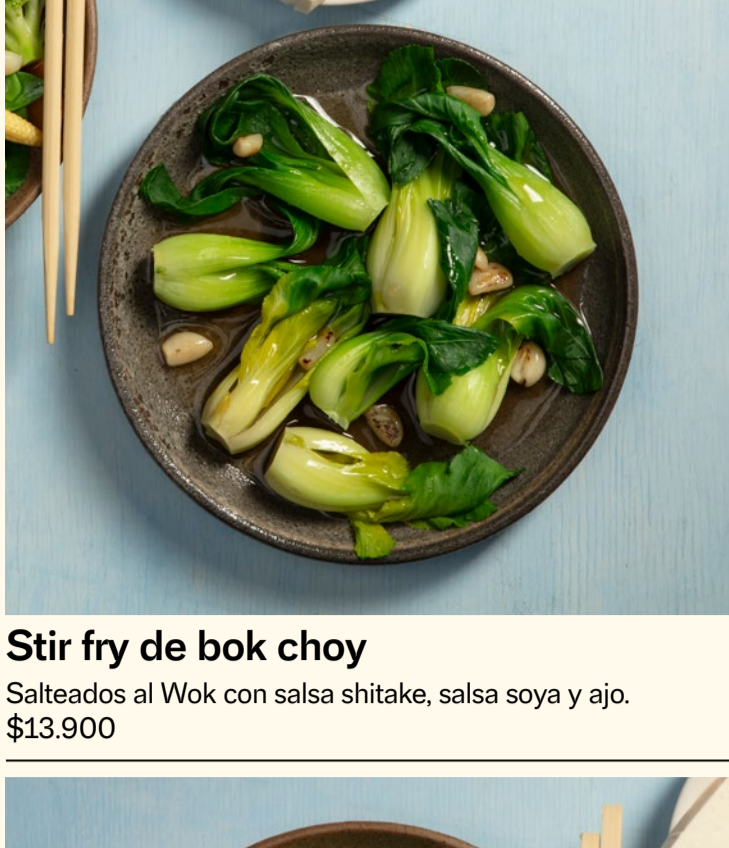 Stir fry de bok choy
Salteados al Wok con salsa shitake, salsa soya y ajo.
$13.900